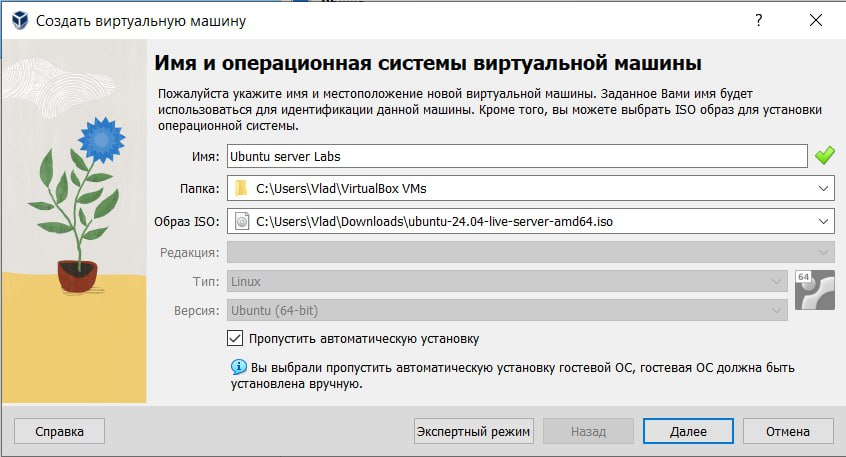 Создать виртуальную машину
?
Имя и операционная системы виртуальной машины
Пожалуйста укажите имя и местоположение новой виртуальной машины. Заданное Вами имя будет
использоваться для идентификации данной машины. Кроме того, вы можете выбрать ISO образ для установки
операционной системы.
Имя: Ubuntu server Labs
Папка: C:\Users\Vlad\VirtualBox VMs
Образ ISO: C:\Users\Vlad\Downloads\ubuntu-24.04-live-server-amd64.iso
Редакция:
Тип: Linux
64
Версия: Ubuntu (64-bit)
Пропустить автоматическую установку
Вы выбрали пропустить автоматическую установку гостевой ОС, гостевая ОС должна быть
установлена вручную.
Справка Экспертный режим Назад Далее Отмена